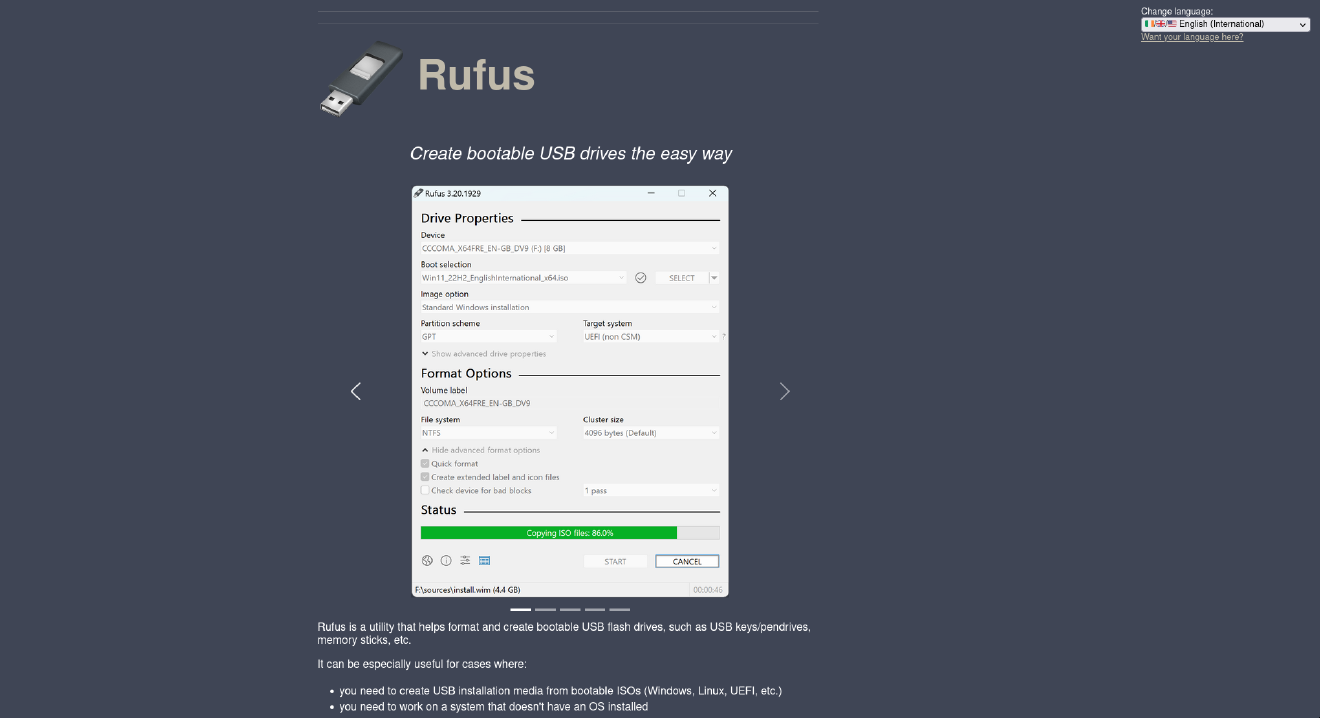 Change language:
English (International)
Want your language here?
Rufus
Create bootable USB drives the easy way
Rufus 3.20.1929
Drive Properties
Device
CCCOMA_X64FRE_EN-GB_DV9 (F:) [8 GB]
Boot selection
Win11_22H2_EnglishInternational_x64.iso
SELECT
Image option
Standard Windows installation
Partition scheme
Target system
GPT
UEFI (non CSM)
?
Show advanced drive properties
Format Options
Volume label
CCCOMA_X64FRE_EN-GB_DV9
File system
Cluster size
NTFS
4096 bytes (Default)
Hide advanced format options
Quick format
Create extended label and icon files
Check device for bad blocks
1 pass
Status
Copying ISO files: 86.0%
START
CANCEL
F:\sources\install.wim (4.4 GB)
00:00:46
Rufus is a utility that helps format and create bootable USB flash drives, such as USB keys/pendrives,
memory sticks, etc.
It can be especially useful for cases where:
• you need to create USB installation media from bootable ISOs (Windows, Linux, UEFI, etc.)
• you need to work on a system that doesn't have an OS installed